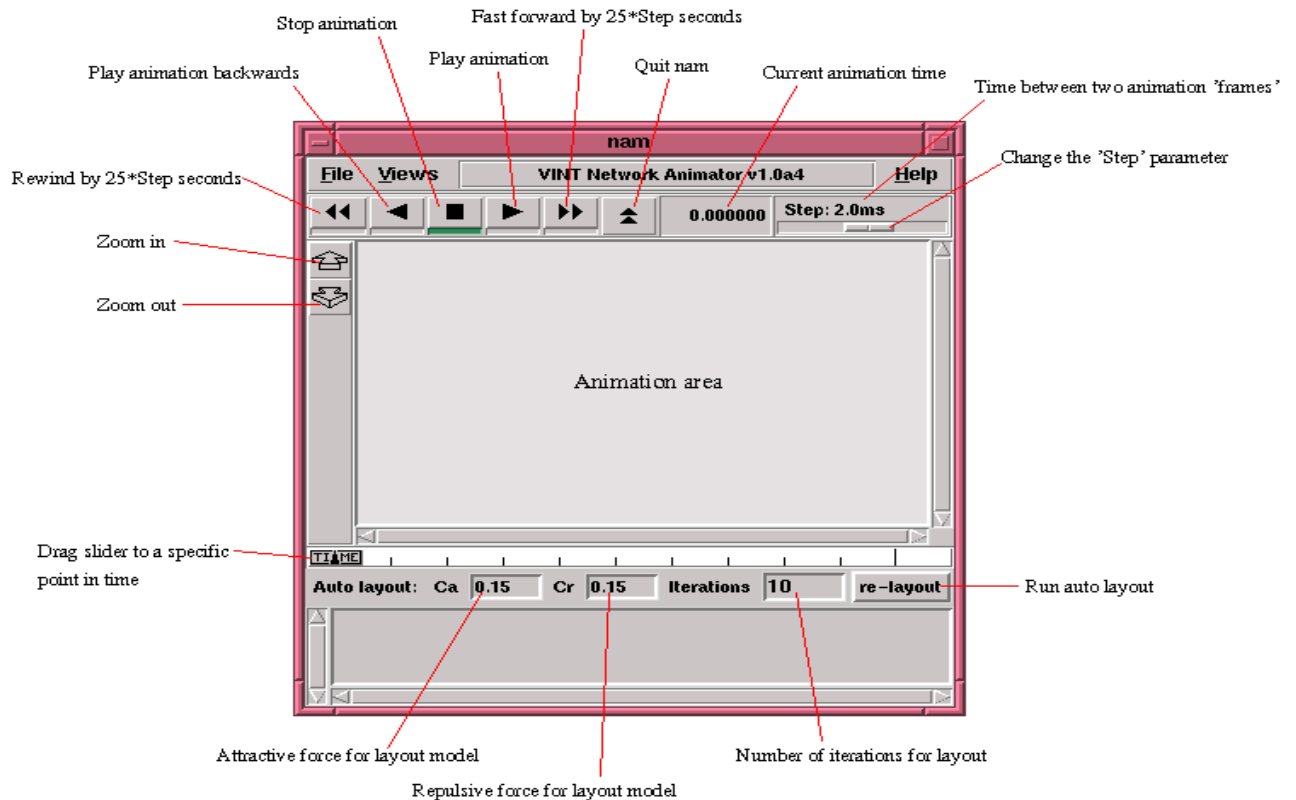 Fast forward by 25*Step seconds
Stop animation
Play animation
Quit nam
Play animation backwards
Current animation time
Time between two animation 'frames'
nam
Change the 'Step' parameter
File Views VINT Network Animator v1.0a4 Help
Rewind by 25*Step seconds
0.000000 Step: 2.0ms
Zoom in
Zoom out
Animation area
Drag slider to a specific
point in time
TIME
Auto layout: Ca 0.15 Cr 0.15 Iterations 10 re-layout
Run auto layout
Attractive force for layout model
Number of iterations for layout
Repulsive force for layout model